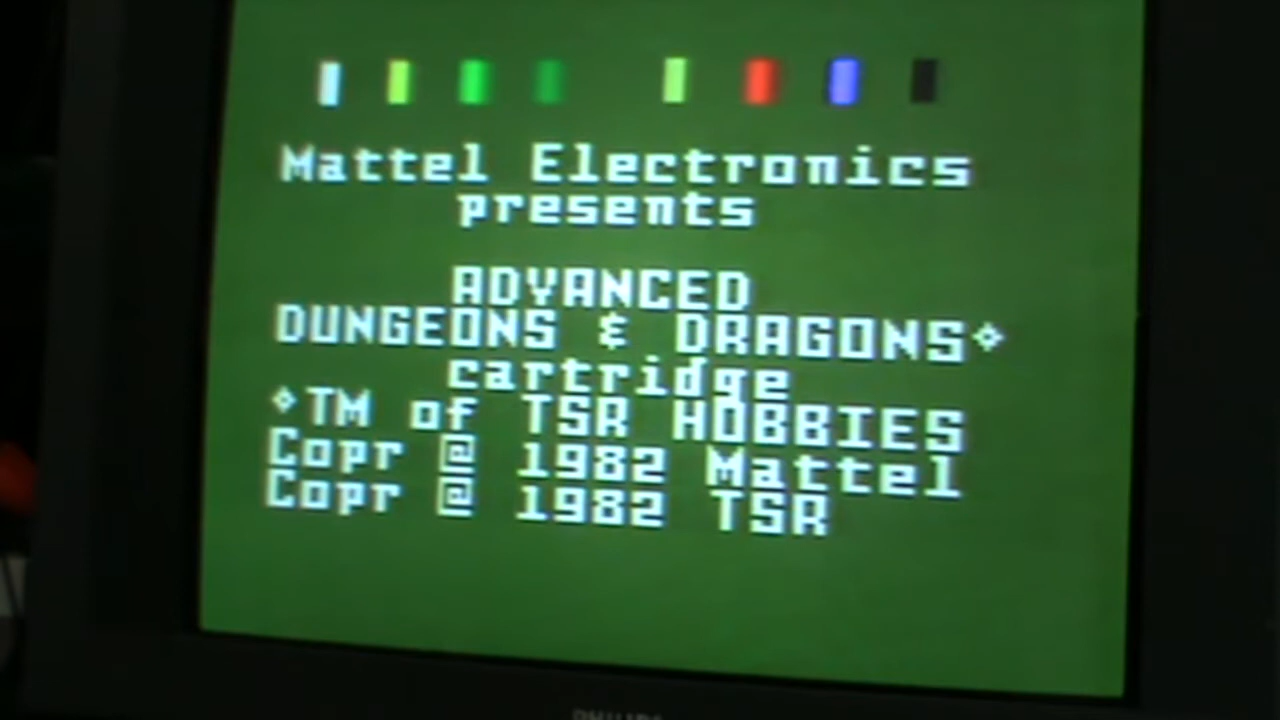 Mattel Electronics
presents
ADVANCED
DUNGEONS & DRAGONS◇
cartridge
◇TM of TSR HOBBIES
Copr @ 1982 Mattel
Copr @ 1982 TSR